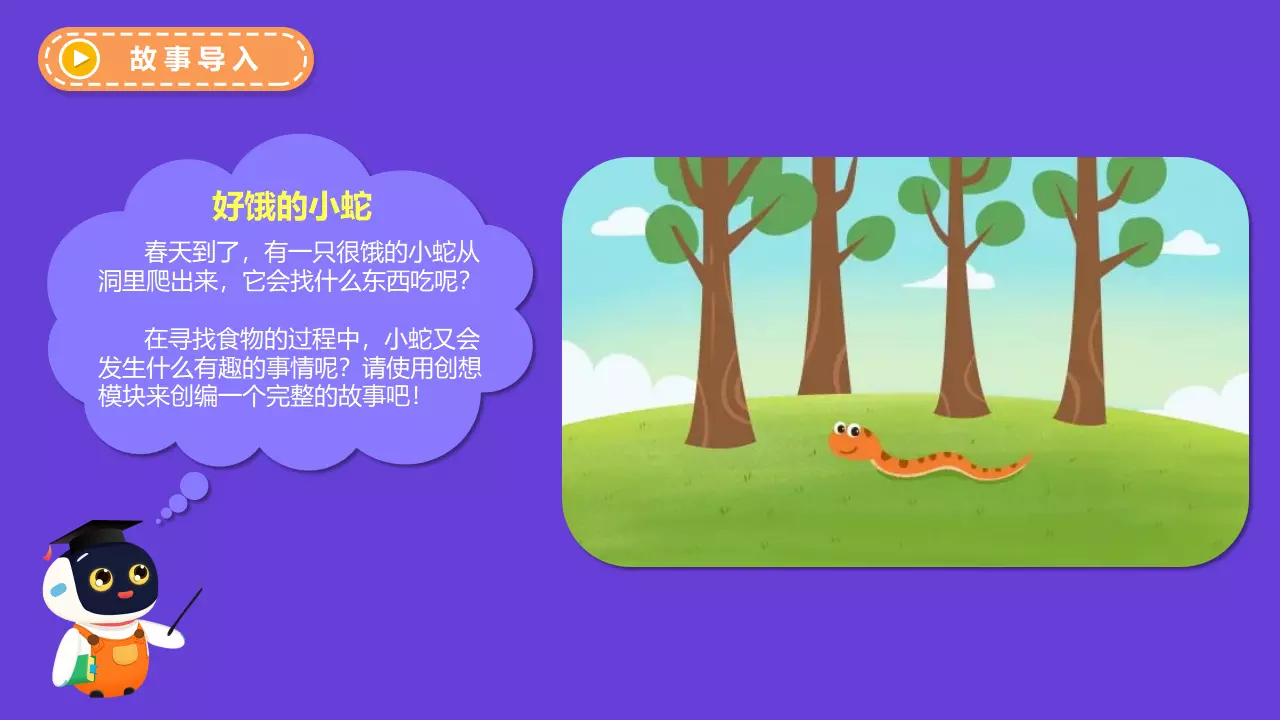 故事导入
好饿的小蛇
春天到了，有一只很饿的小蛇从
洞里爬出来，它会找什么东西吃呢？
在寻找食物的过程中，小蛇又会
发生什么有趣的事情呢？请使用创想
模块来创编一个完整的故事吧！